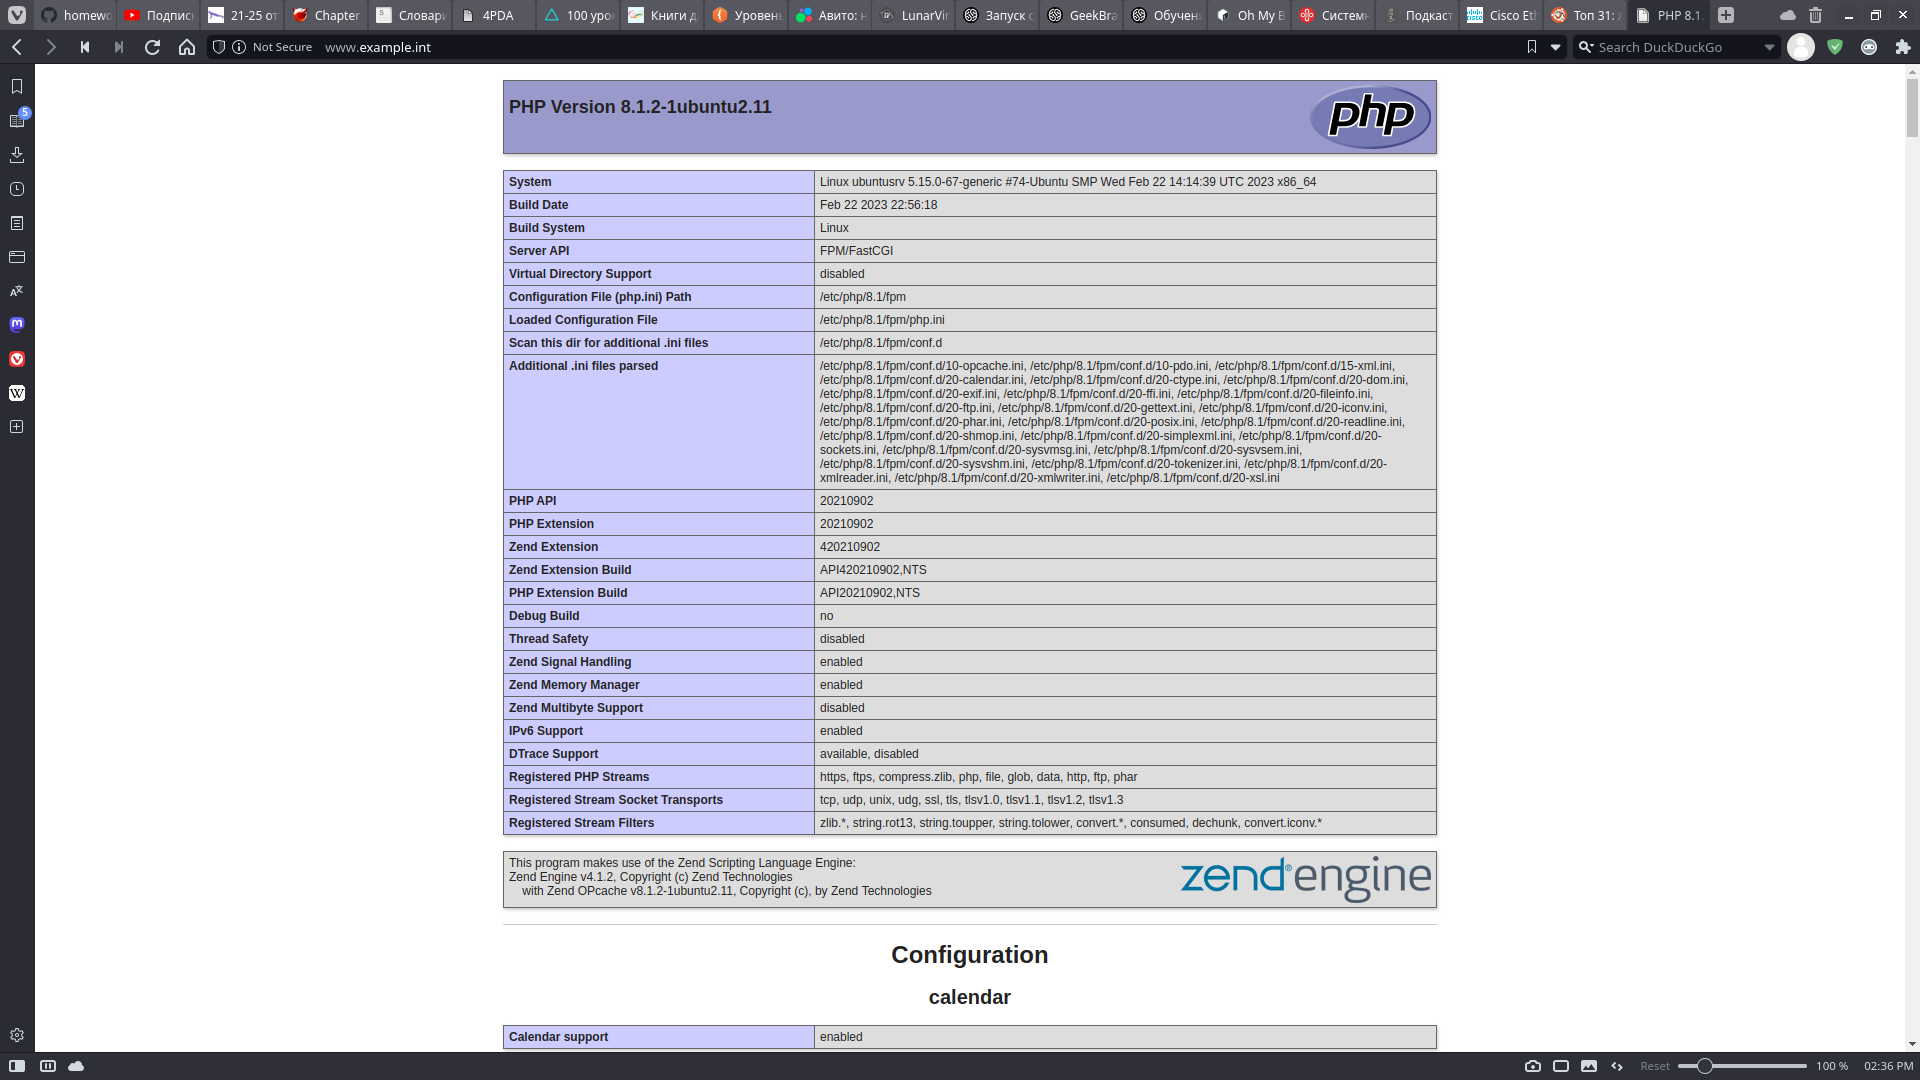 homewo
Подпис
21-25 от
Chapter
Словар
4PDA
100 уро
Книги д
Уровень
Авито: н
LunarVi
Запуск с
GeekBra
Обучен
Oh My B
Систем
Подкас
Cisco Eth
Топ 31: 
PHP 8.1.
Not Secure www.example.int
Search DuckDuckGo
5
PHP Version 8.1.2-1ubuntu2.11
php
System Linux ubuntusrv 5.15.0-67-generic #74-Ubuntu SMP Wed Feb 22 14:14:39 UTC 2023 x86_64
Build Date Feb 22 2023 22:56:18
Build System Linux
Server API FPM/FastCGI
Virtual Directory Support disabled
Configuration File (php.ini) Path /etc/php/8.1/fpm
Loaded Configuration File /etc/php/8.1/fpm/php.ini
Scan this dir for additional .ini files /etc/php/8.1/fpm/conf.d
Additional .ini files parsed /etc/php/8.1/fpm/conf.d/10-opcache.ini, /etc/php/8.1/fpm/conf.d/10-pdo.ini, /etc/php/8.1/fpm/conf.d/15-xml.ini,
/etc/php/8.1/fpm/conf.d/20-calendar.ini, /etc/php/8.1/fpm/conf.d/20-ctype.ini, /etc/php/8.1/fpm/conf.d/20-dom.ini,
/etc/php/8.1/fpm/conf.d/20-exif.ini, /etc/php/8.1/fpm/conf.d/20-ffi.ini, /etc/php/8.1/fpm/conf.d/20-fileinfo.ini,
/etc/php/8.1/fpm/conf.d/20-ftp.ini, /etc/php/8.1/fpm/conf.d/20-gettext.ini, /etc/php/8.1/fpm/conf.d/20-iconv.ini,
/etc/php/8.1/fpm/conf.d/20-phar.ini, /etc/php/8.1/fpm/conf.d/20-posix.ini, /etc/php/8.1/fpm/conf.d/20-readline.ini,
/etc/php/8.1/fpm/conf.d/20-shmop.ini, /etc/php/8.1/fpm/conf.d/20-simplexml.ini, /etc/php/8.1/fpm/conf.d/20-
sockets.ini, /etc/php/8.1/fpm/conf.d/20-sysvmsg.ini, /etc/php/8.1/fpm/conf.d/20-sysvsem.ini,
/etc/php/8.1/fpm/conf.d/20-sysvshm.ini, /etc/php/8.1/fpm/conf.d/20-tokenizer.ini, /etc/php/8.1/fpm/conf.d/20-
xmlreader.ini, /etc/php/8.1/fpm/conf.d/20-xmlwriter.ini, /etc/php/8.1/fpm/conf.d/20-xsl.ini
PHP API 20210902
PHP Extension 20210902
Zend Extension 420210902
Zend Extension Build API420210902,NTS
PHP Extension Build API20210902,NTS
Debug Build no
Thread Safety disabled
Zend Signal Handling enabled
Zend Memory Manager enabled
Zend Multibyte Support disabled
IPv6 Support enabled
DTrace Support available, disabled
Registered PHP Streams https, ftps, compress.zlib, php, file, glob, data, http, ftp, phar
Registered Stream Socket Transports tcp, udp, unix, udg, ssl, tls, tlsv1.0, tlsv1.1, tlsv1.2, tlsv1.3
Registered Stream Filters zlib.*, string.rot13, string.toupper, string.tolower, convert.*, consumed, dechunk, convert.iconv.*
This program makes use of the Zend Scripting Language Engine:
Zend Engine v4.1.2, Copyright (c) Zend Technologies
with Zend OPcache v8.1.2-1ubuntu2.11, Copyright (c), by Zend Technologies
zend® engine
Configuration
calendar
Calendar support enabled
Reset 100 % 02:36 PM